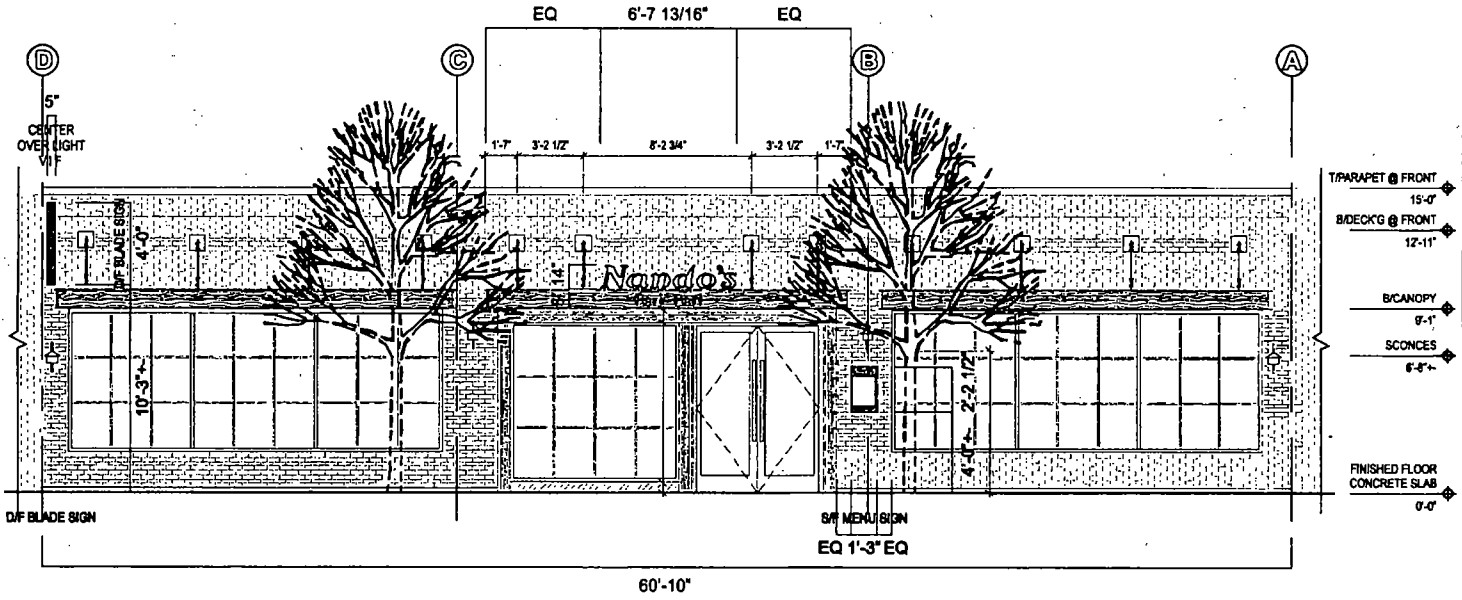 EQ 6'-7 13/16" EQ
D C B A
5"
CENTER
OVER LIGHT
1'-7" 3'-2 1/2" 8'-2 3/4" 3'-2 1/2" 1'-7"
T/PARAPET @ FRONT
15'-0"
B/DECK'G @ FRONT
12'-11"
D/F BLADE SIGN
4'-0"
14"
Nando's
B/CANOPY
9'-1"
SCONCES
6'-8"+-
10'-3"+-
4'-0"+- 2'-2 1/2"
FINISHED FLOOR
CONCRETE SLAB
0'-0"
D/F BLADE SIGN
S/F MENU SIGN
EQ 1'-3" EQ
60'-10"